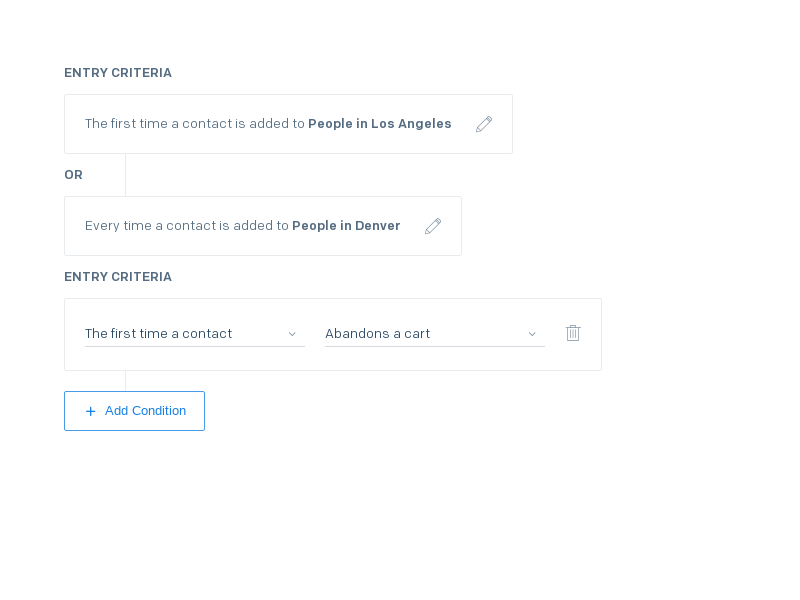 ENTRY CRITERIA
The first time a contact is added to People in Los Angeles
OR
Every time a contact is added to People in Denver
ENTRY CRITERIA
The first time a contact Abandons a cart
+ Add Condition